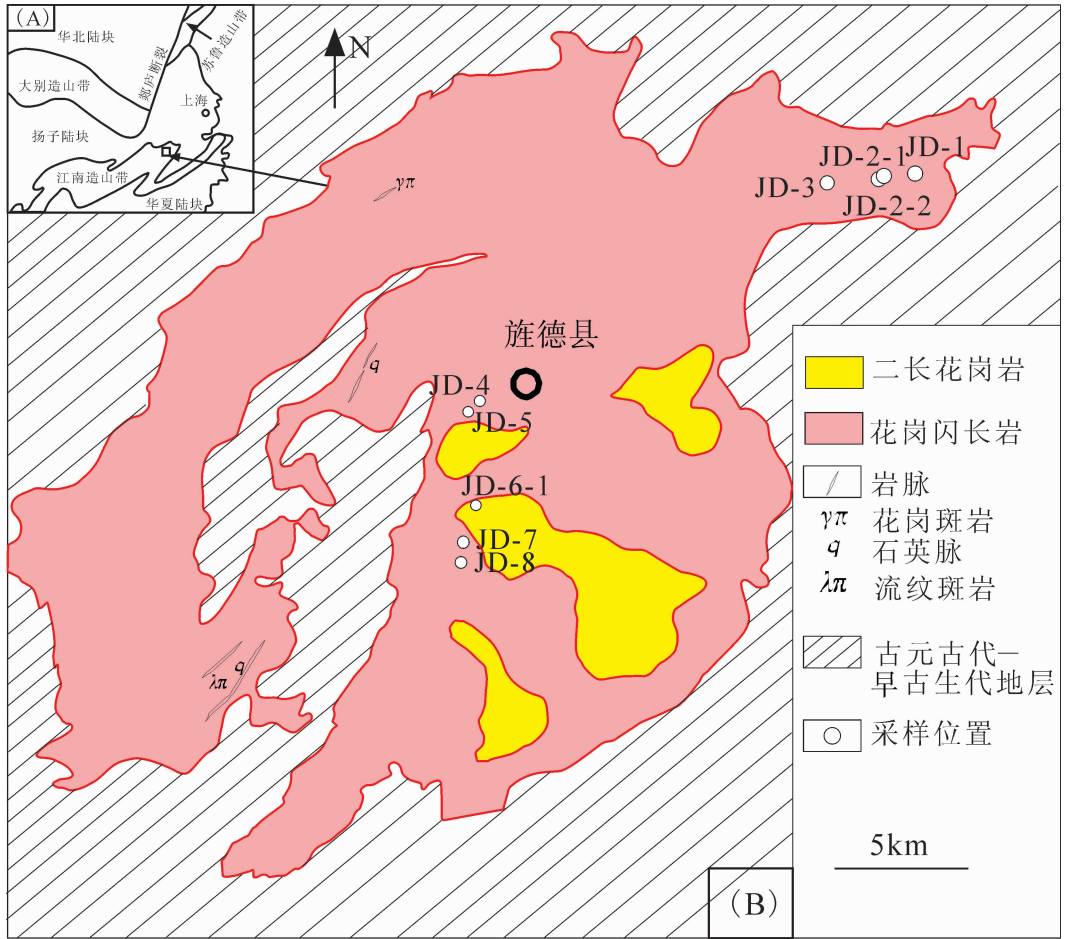 (A)
华北陆块
苏鲁造山带
郯庐断裂
大别造山带
上海
扬子陆块
江南造山带
华夏陆块
N
γπ
JD-2-1
JD-1
JD-3
JD-2-2
旌德县
q
JD-4
JD-5
JD-6-1
JD-7
JD-8
q
λπ
二长花岗岩
花岗闪长岩
岩脉
γπ 花岗斑岩
q 石英脉
λπ 流纹斑岩
古元古代—
早古生代地层
采样位置
5km
(B)